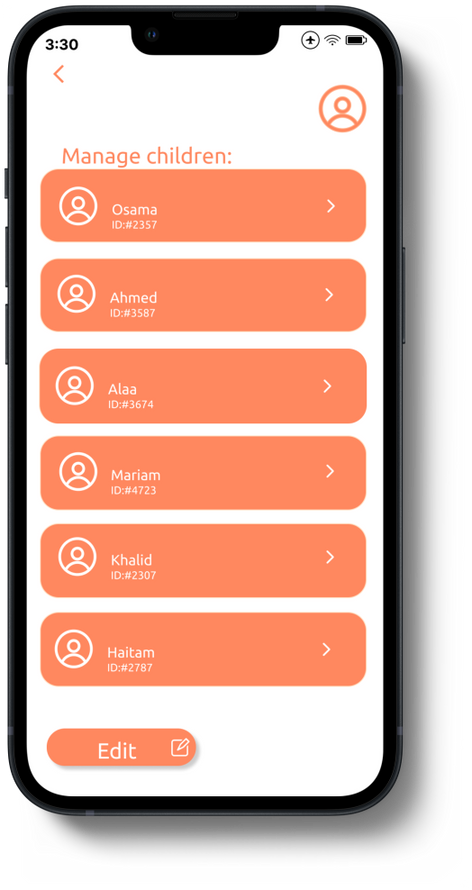 3:30
Manage children:
Osama
ID:#2357
Ahmed
ID:#3587
Alaa
ID:#3674
Mariam
ID:#4723
Khalid
ID:#2307
Haitam
ID:#2787
Edit